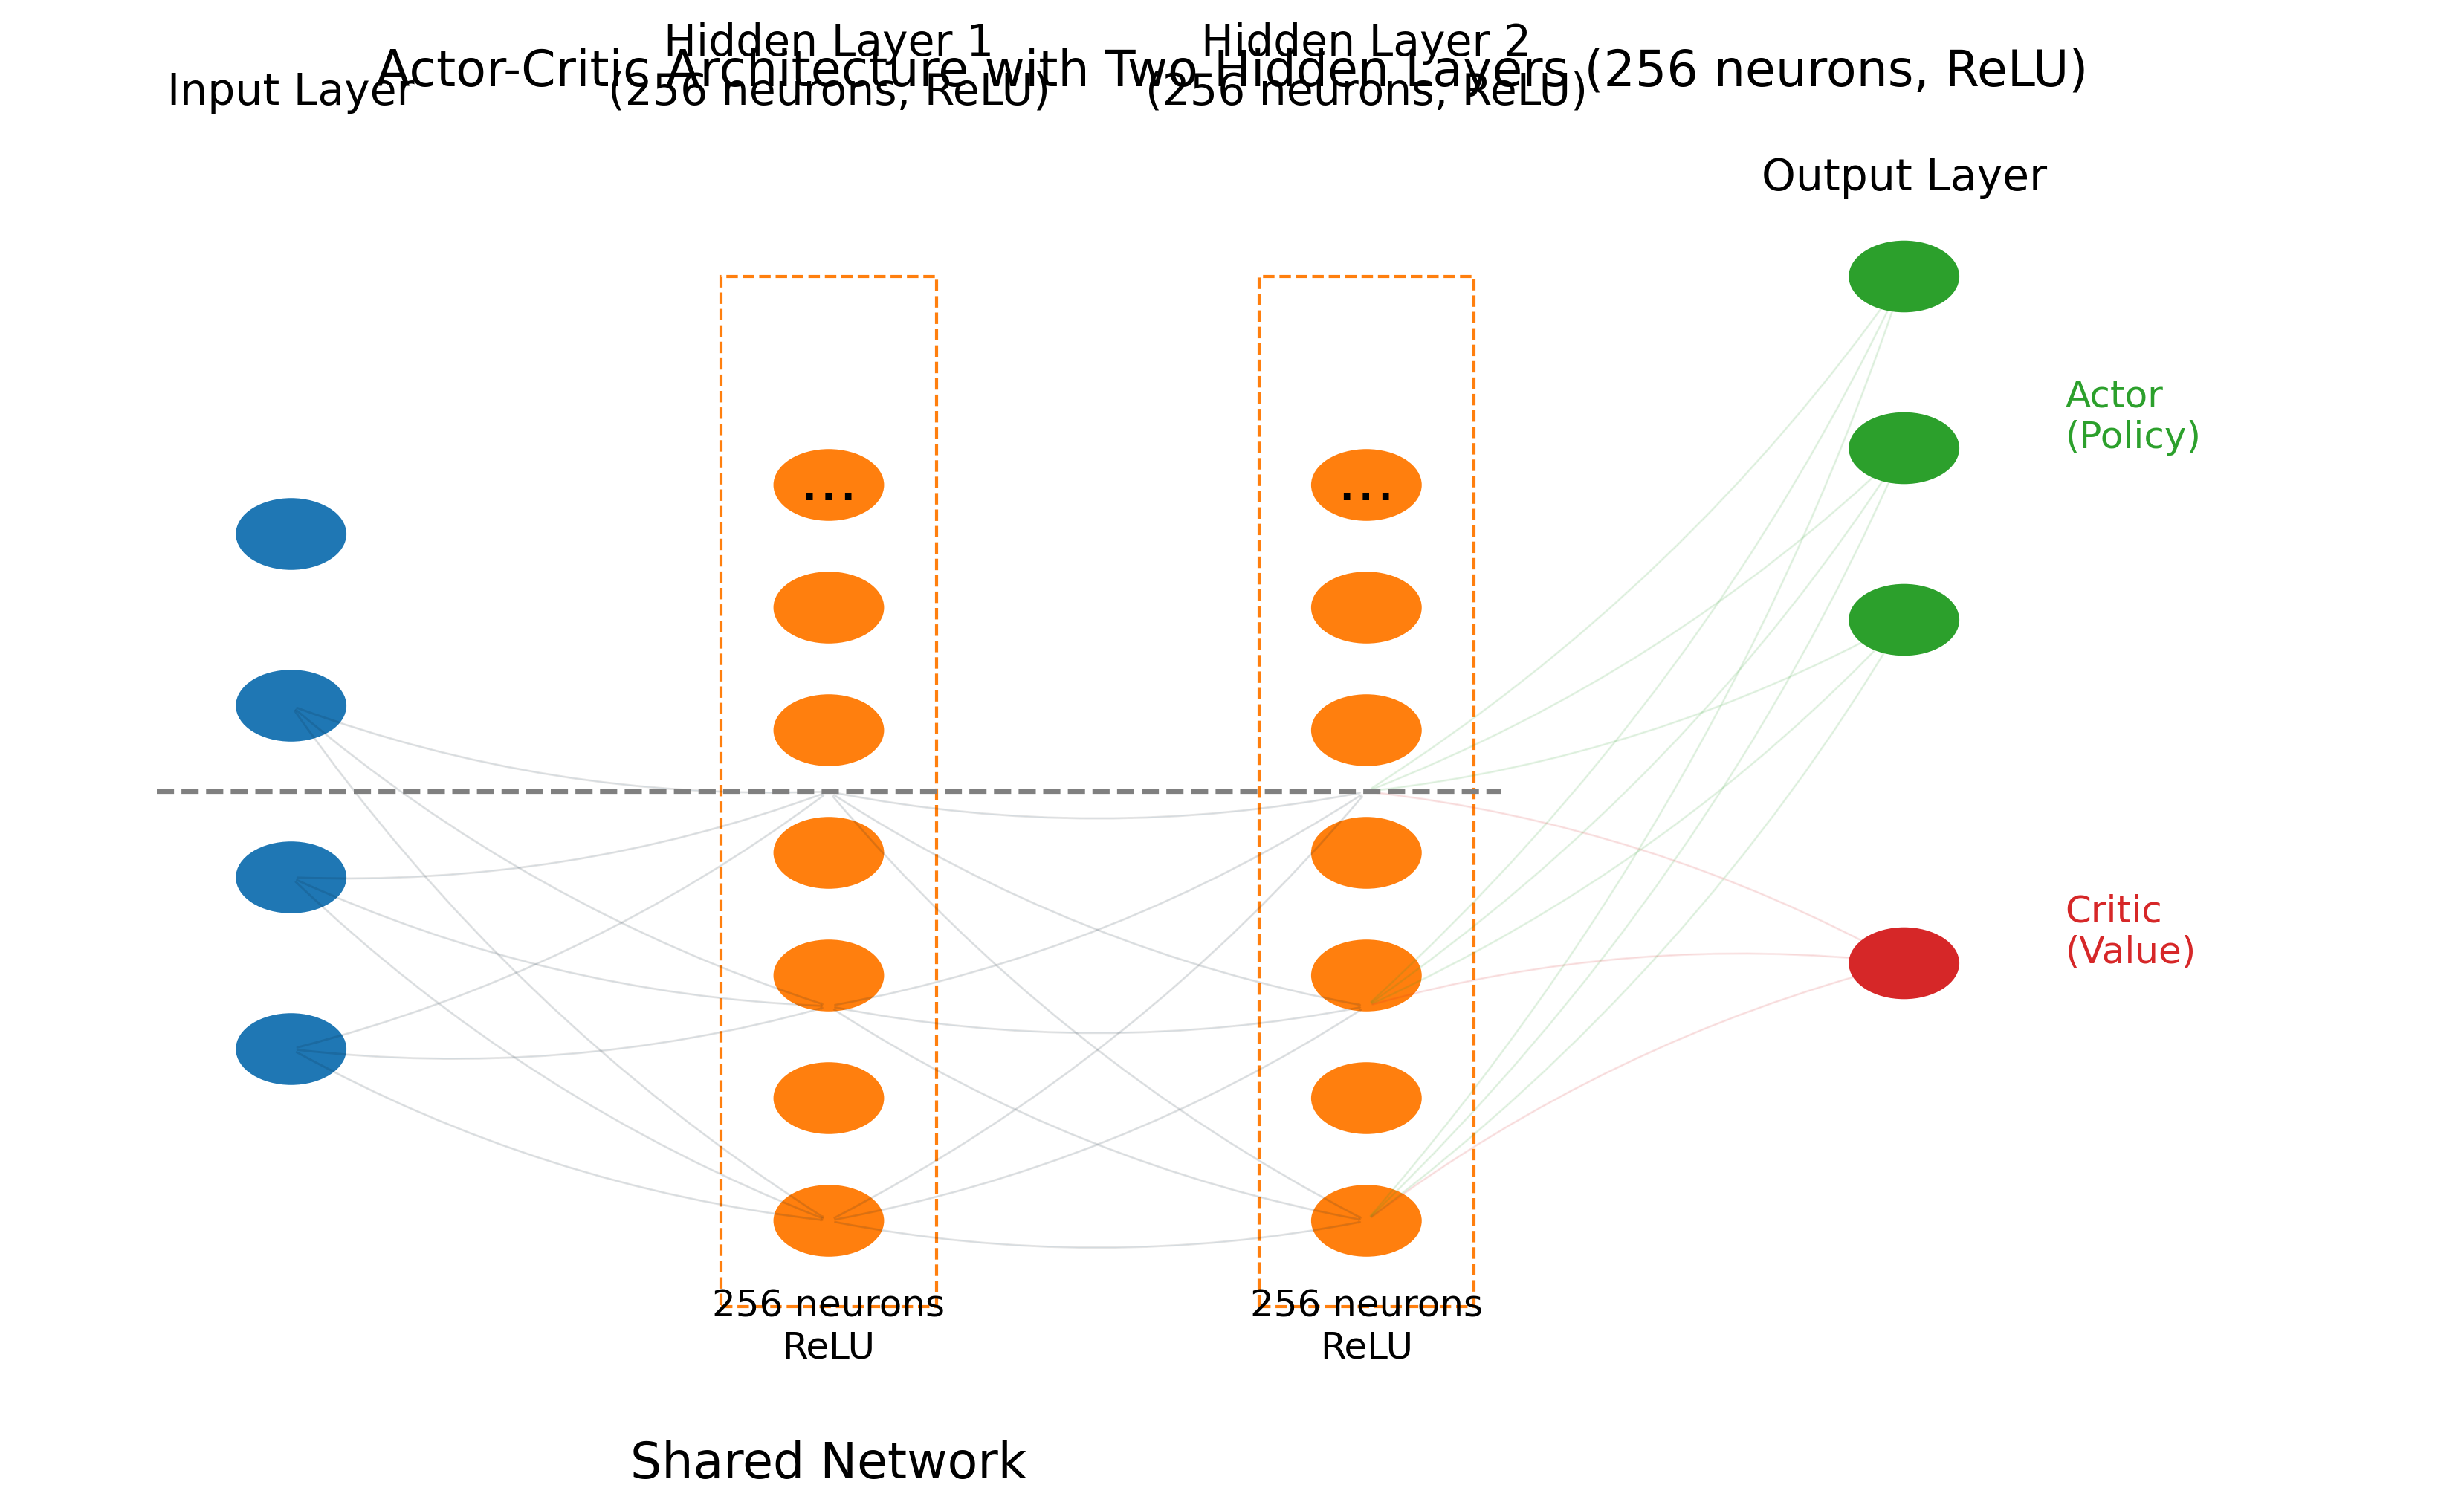 Actor-Critic Architecture with Two Hidden Layers (256 neurons, ReLU)
Input Layer
Hidden Layer 1
(256 neurons, ReLU)
Hidden Layer 2
(256 neurons, ReLU)
Output Layer
...
...
Actor
(Policy)
Critic
(Value)
256 neurons
ReLU
256 neurons
ReLU
Shared Network